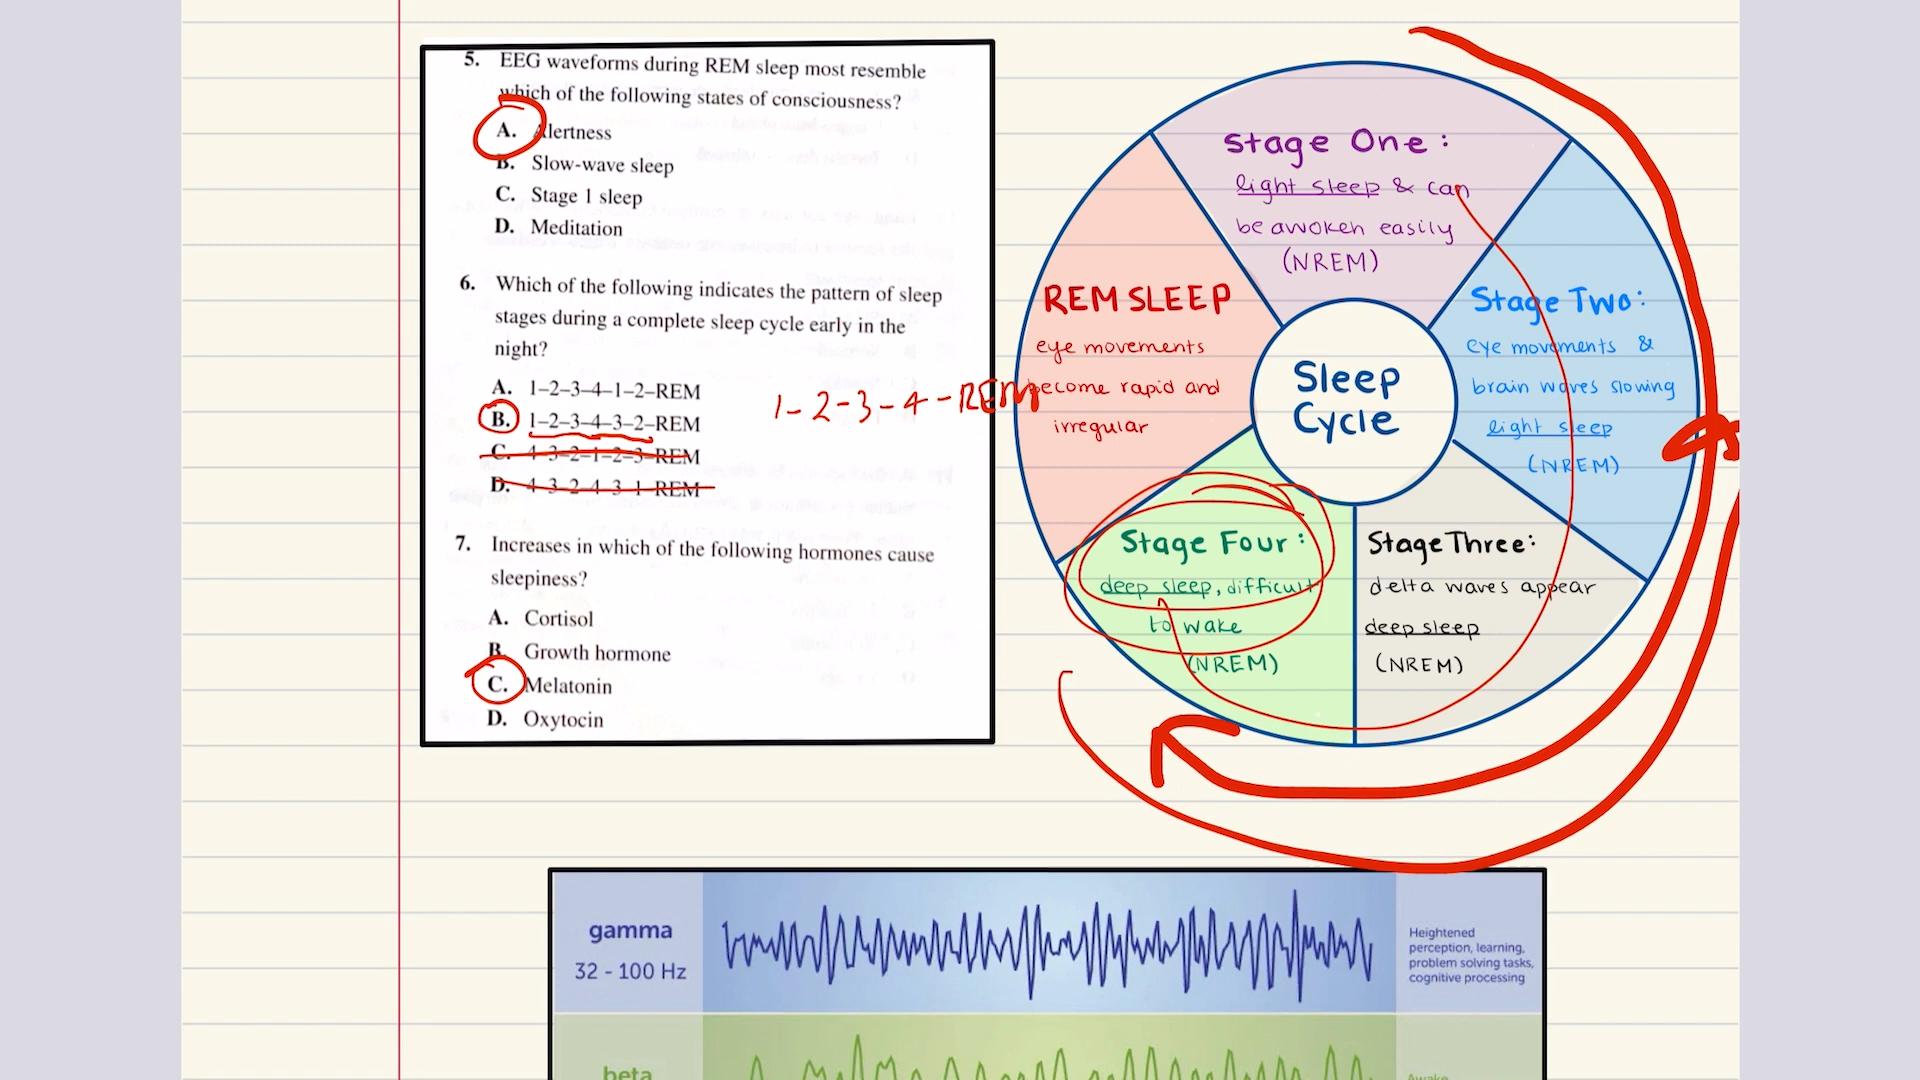 5. EEG waveforms during REM sleep most resemble
which of the following states of consciousness?
A. Alertness
B. Slow-wave sleep
C. Stage 1 sleep
D. Meditation
6. Which of the following indicates the pattern of sleep
stages during a complete sleep cycle early in the
night?
A. 1–2–3–4–1–2–REM
B. 1–2–3–4–3–2–REM
C. 4–3–2–1–2–3–REM
D. 4–3–2–4–3–1–REM
7. Increases in which of the following hormones cause
sleepiness?
A. Cortisol
B. Growth hormone
C. Melatonin
D. Oxytocin
1-2-3-4-REM
Stage One:
light sleep & can
be awoken easily
(NREM)
Stage Two:
eye movements &
brain waves slowing
light sleep
(NREM)
Stage Three:
delta waves appear
deep sleep
(NREM)
Stage Four:
deep sleep, difficult
to wake
(NREM)
REM SLEEP
eye movements
become rapid and
irregular
Sleep
Cycle
gamma
32 - 100 Hz
Heightened
perception, learning,
problem solving tasks,
cognitive processing
beta
Awake